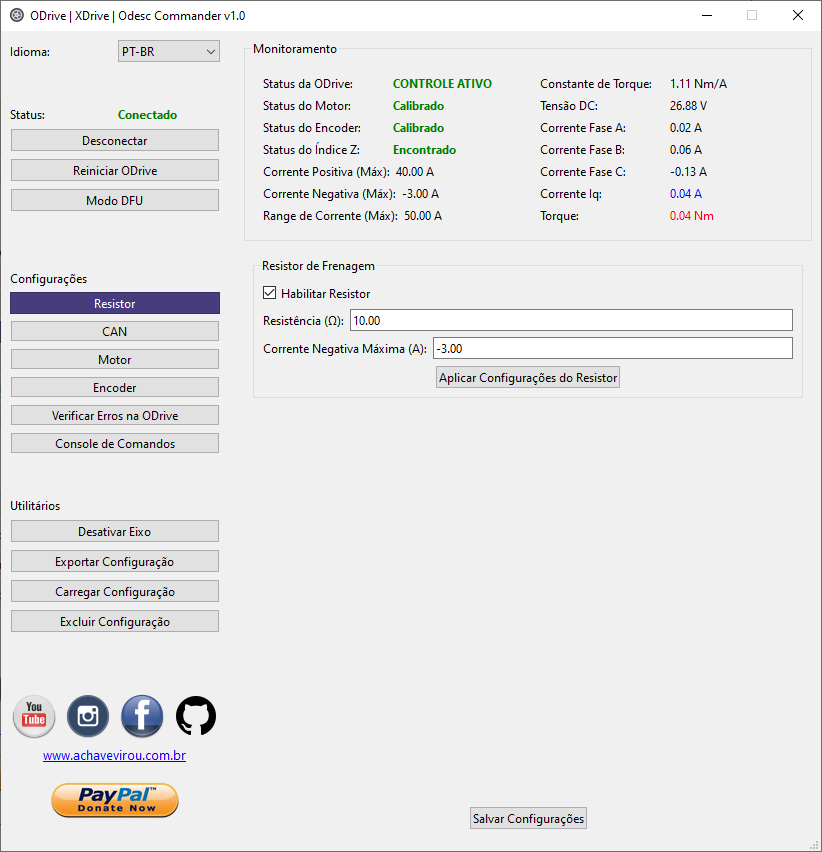 ODrive | XDrive | Odesc Commander v1.0
Idioma: PT-BR
Status: Conectado
Desconectar
Reiniciar ODrive
Modo DFU
Configurações
Resistor
CAN
Motor
Encoder
Verificar Erros na ODrive
Console de Comandos
Utilitários
Desativar Eixo
Exportar Configuração
Carregar Configuração
Excluir Configuração
You
Tube
www.achavevirou.com.br
PayPal™
Donate Now
Monitoramento
Status da ODrive: CONTROLE ATIVO
Status do Motor: Calibrado
Status do Encoder: Calibrado
Status do Índice Z: Encontrado
Corrente Positiva (Máx): 40.00 A
Corrente Negativa (Máx): -3.00 A
Range de Corrente (Máx): 50.00 A
Constante de Torque: 1.11 Nm/A
Tensão DC: 26.88 V
Corrente Fase A: 0.02 A
Corrente Fase B: 0.06 A
Corrente Fase C: -0.13 A
Corrente Iq: 0.04 A
Torque: 0.04 Nm
Resistor de Frenagem
Habilitar Resistor
Resistência (Ω): 10.00
Corrente Negativa Máxima (A): -3.00
Aplicar Configurações do Resistor
Salvar Configurações